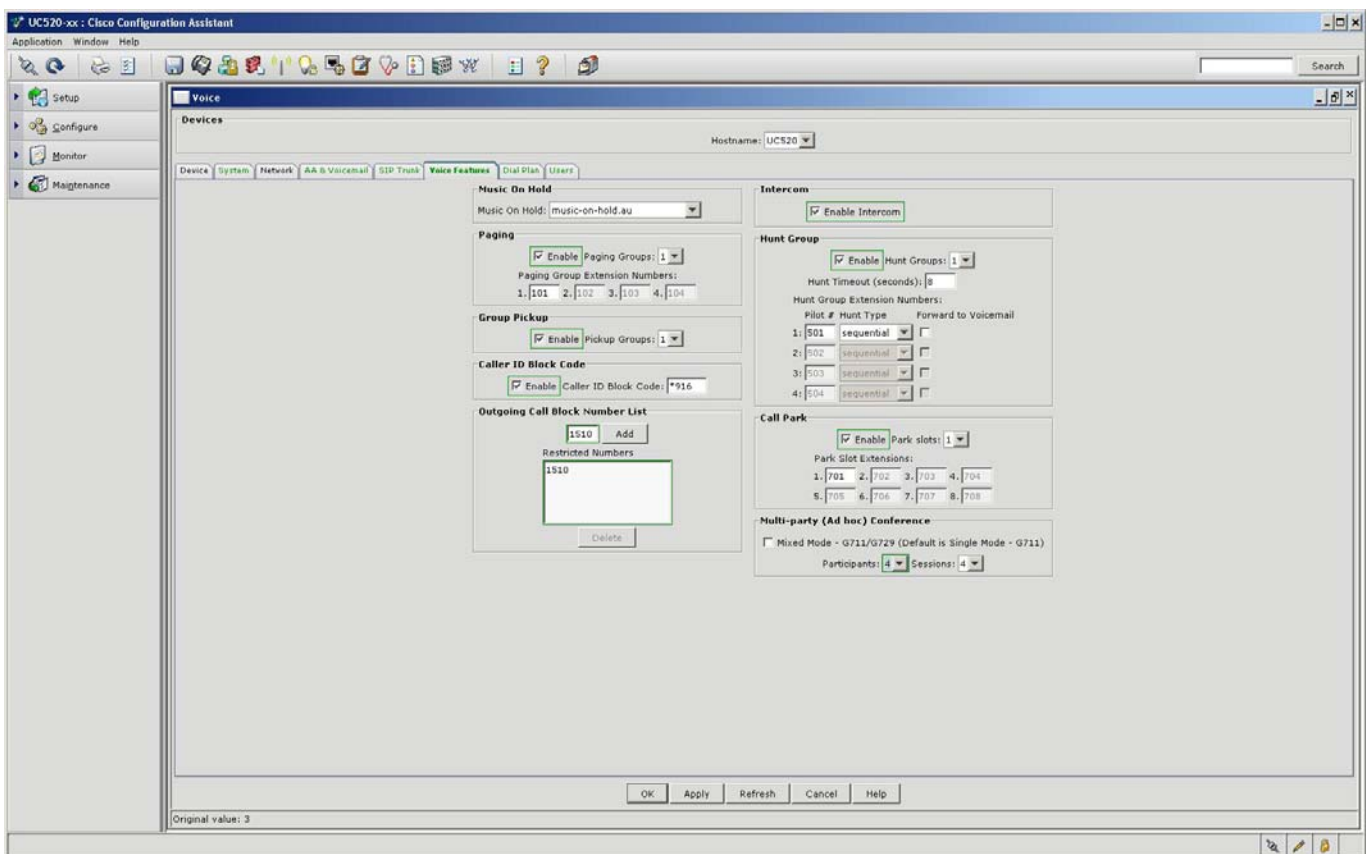 UC520-xx : Cisco Configuration Assistant
Application Window Help
Search
Setup
Configure
Monitor
Maintenance
Voice
Devices
Hostname: UC520
Device System Network AA & Voicemail SIP Trunk Voice Features Dial Plan Users
Music On Hold
Music On Hold: music-on-hold.au
Paging
Enable Paging Groups: 1
Paging Group Extension Numbers:
1. 101 2. 102 3. 103 4. 104
Group Pickup
Enable Pickup Groups: 1
Caller ID Block Code
Enable Caller ID Block Code: *916
Outgoing Call Block Number List
1510 Add
Restricted Numbers
1510
Delete
Intercom
Enable Intercom
Hunt Group
Enable Hunt Groups: 1
Hunt Timeout (seconds): 8
Hunt Group Extension Numbers:
Pilot # Hunt Type Forward to Voicemail
1: 501 sequential
2: 502 sequential
3: 503 sequential
4: 504 sequential
Call Park
Enable Park slots: 1
Park Slot Extensions:
1. 701 2. 702 3. 703 4. 704
5. 705 6. 706 7. 707 8. 708
Multi-party (Ad hoc) Conference
Mixed Mode - G711/G729 (Default is Single Mode - G711)
Participants: 4 Sessions: 4
OK Apply Refresh Cancel Help
Original value: 3